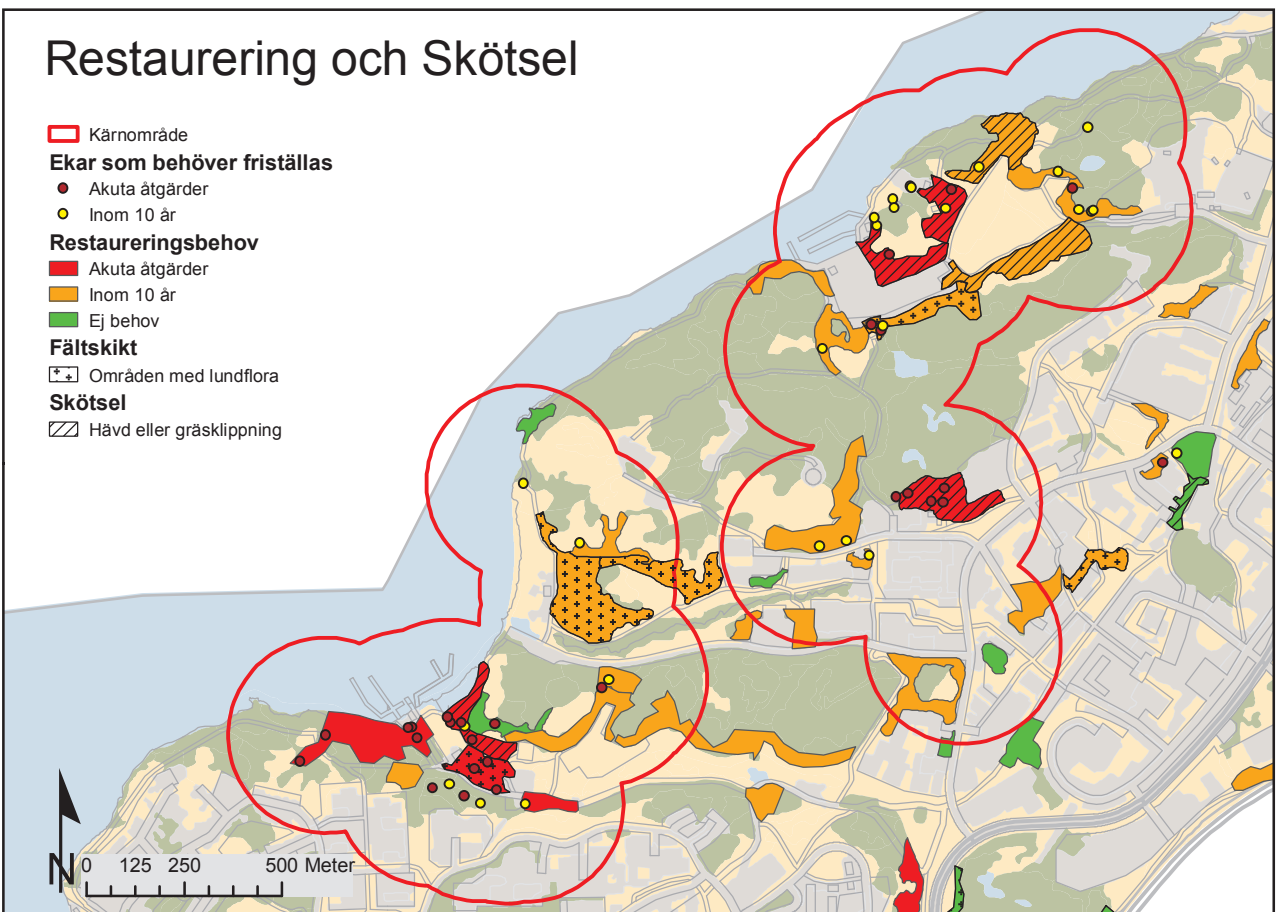 Restaurering och Skötsel
Kärnområde
Ekar som behöver friställas
Akuta åtgärder
Inom 10 år
Restaureringsbehov
Akuta åtgärder
Inom 10 år
Ej behov
Fältskikt
Områden med lundflora
Skötsel
Hävd eller gräsklippning
N
0 125 250 500 Meter